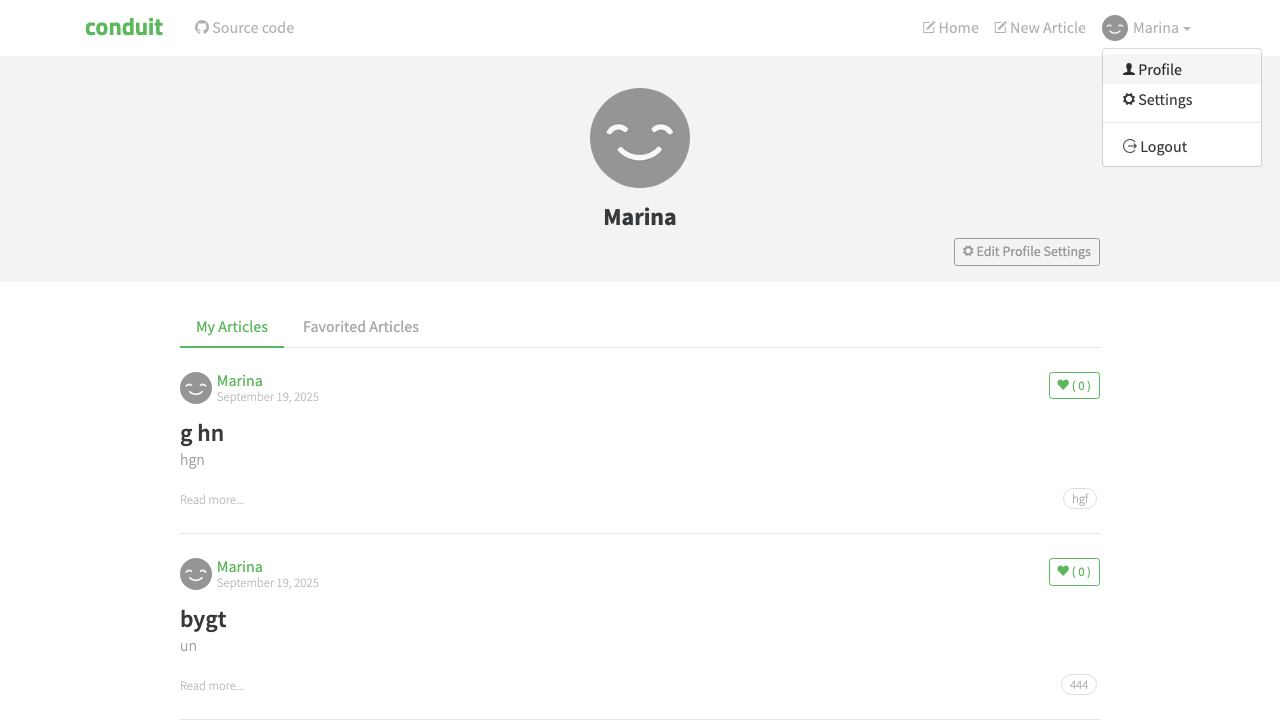 conduit
Source code
Home
New Article
Marina
Profile
Settings
Logout
Marina
Edit Profile Settings
My Articles
Favorited Articles
Marina
September 19, 2025
( 0 )
g hn
hgn
Read more...
hgf
Marina
September 19, 2025
( 0 )
bygt
un
Read more...
444